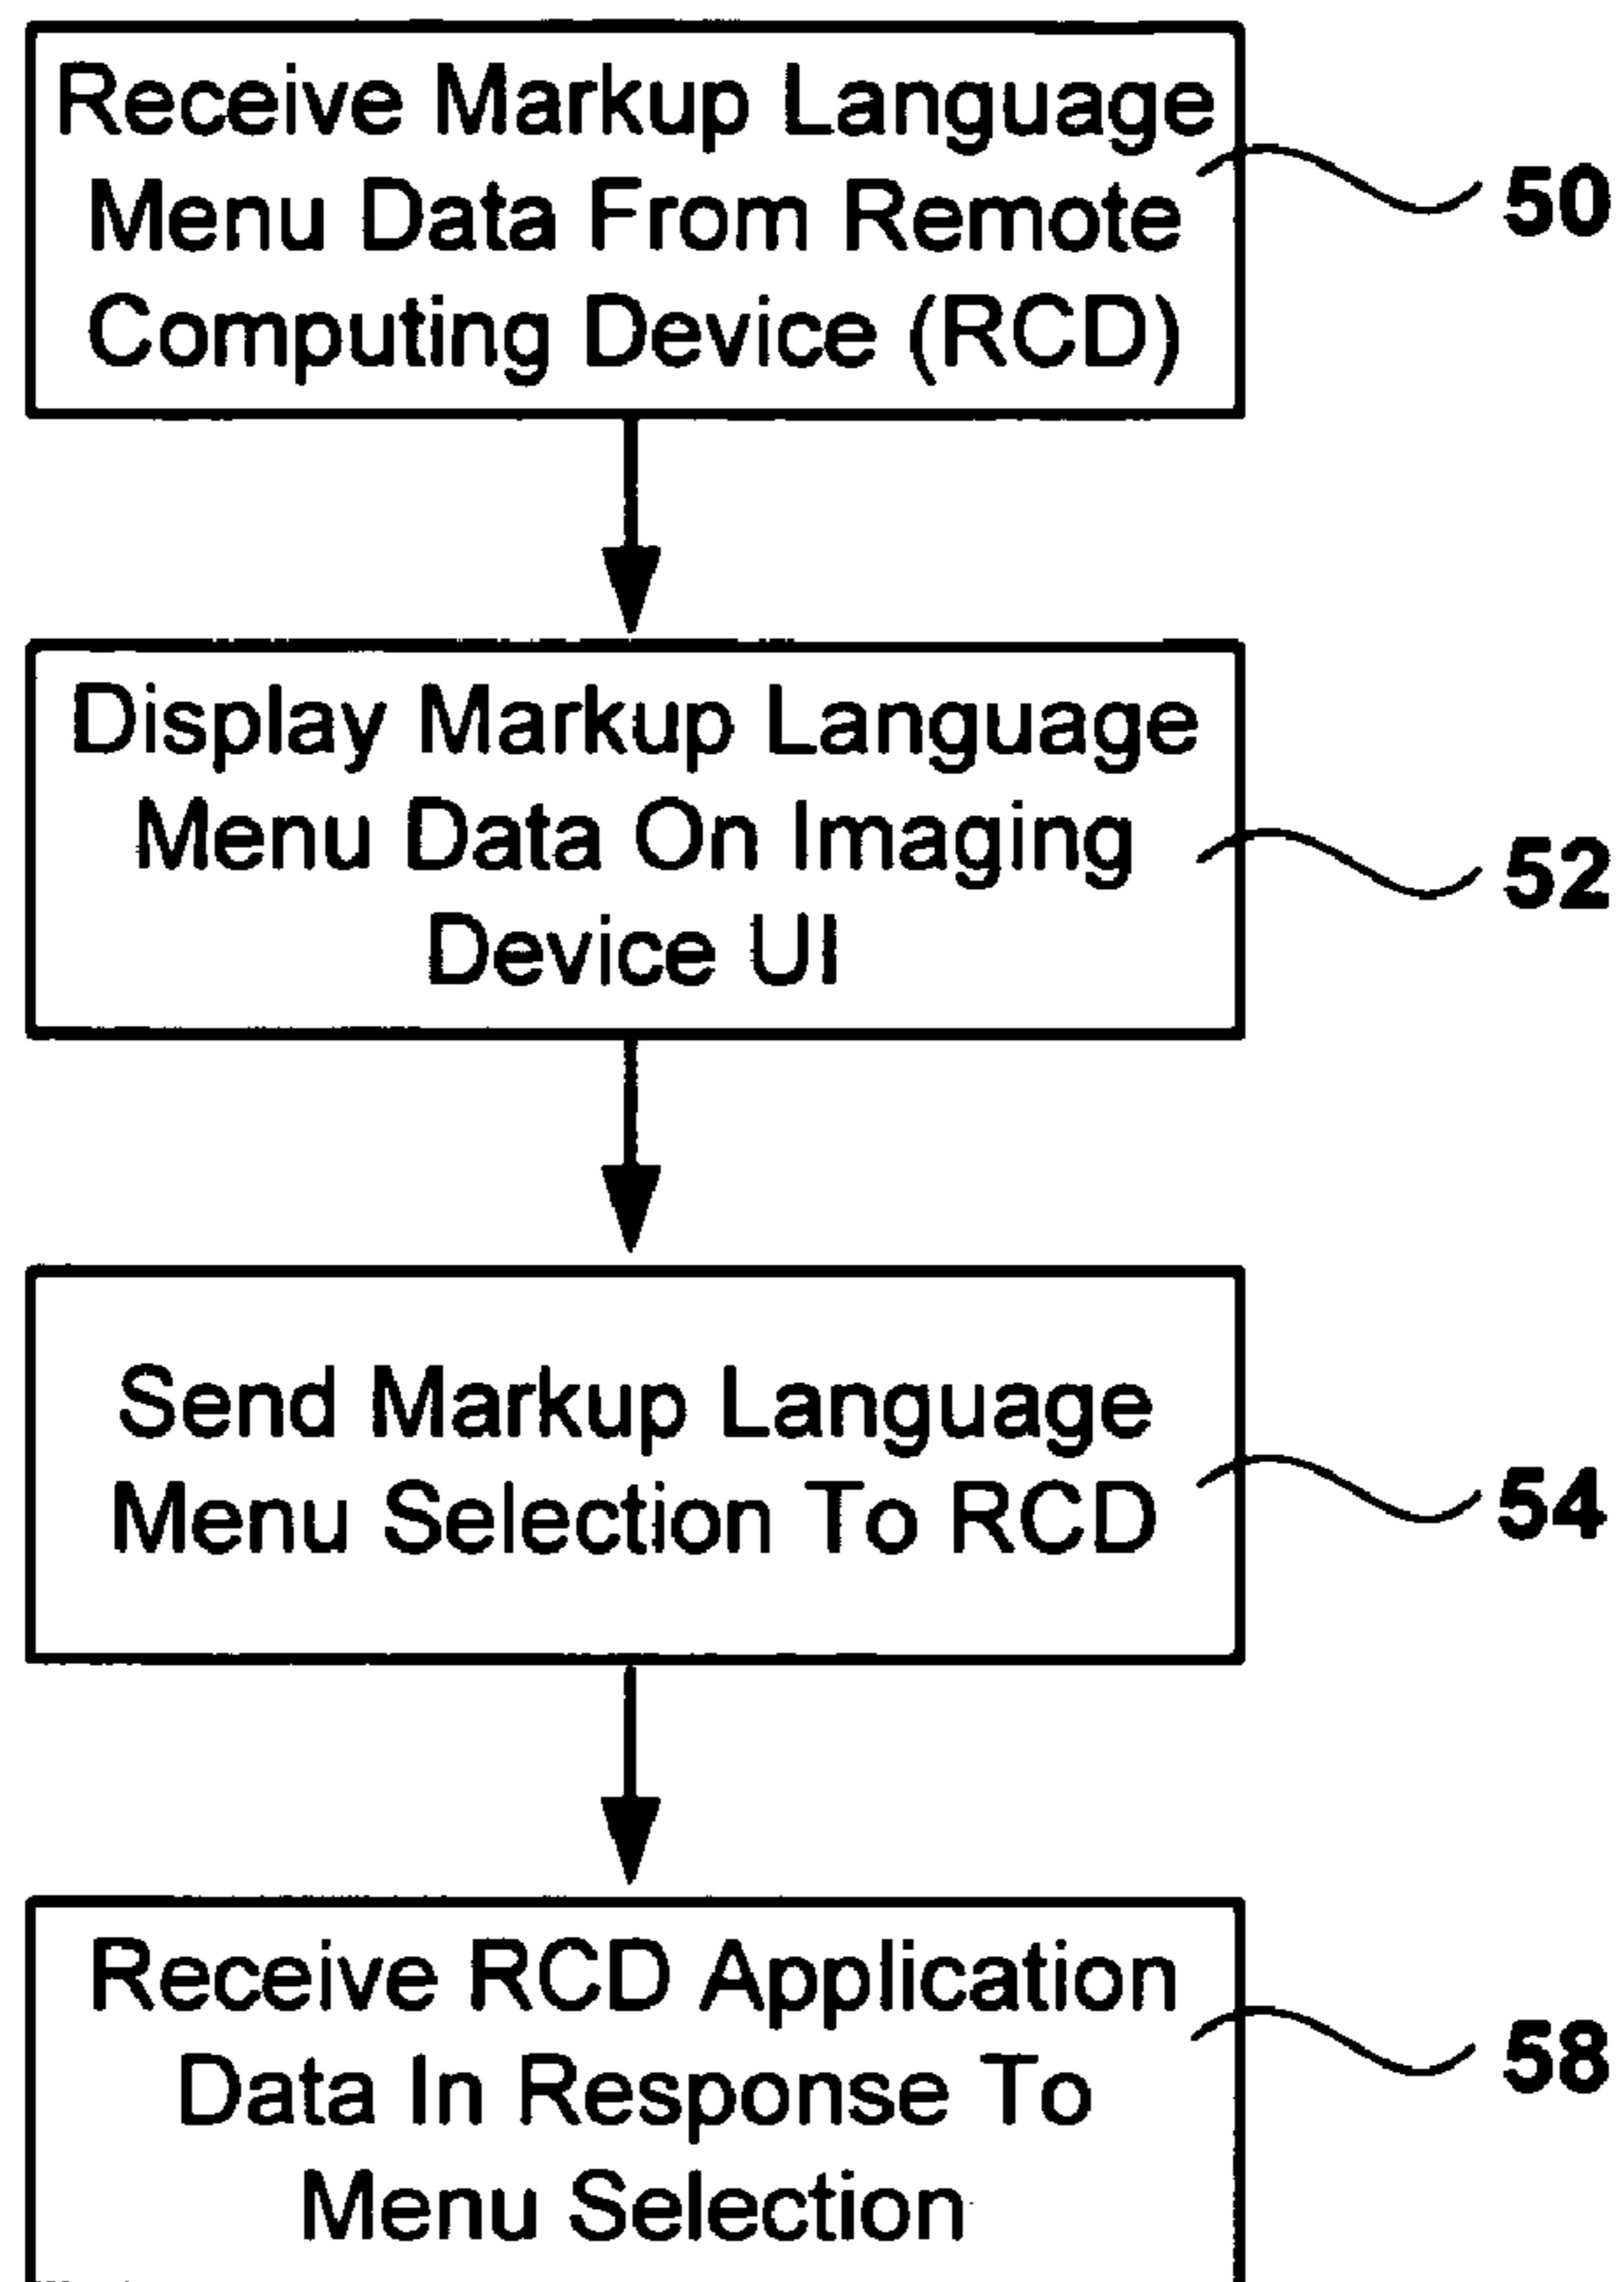 Receive Markup Language
Menu Data From Remote
Computing Device (RCD)
50
Display Markup Language
Menu Data On Imaging
Device UI
52
Send Markup Language
Menu Selection To RCD
54
Receive RCD Application
Data In Response To
Menu Selection
58